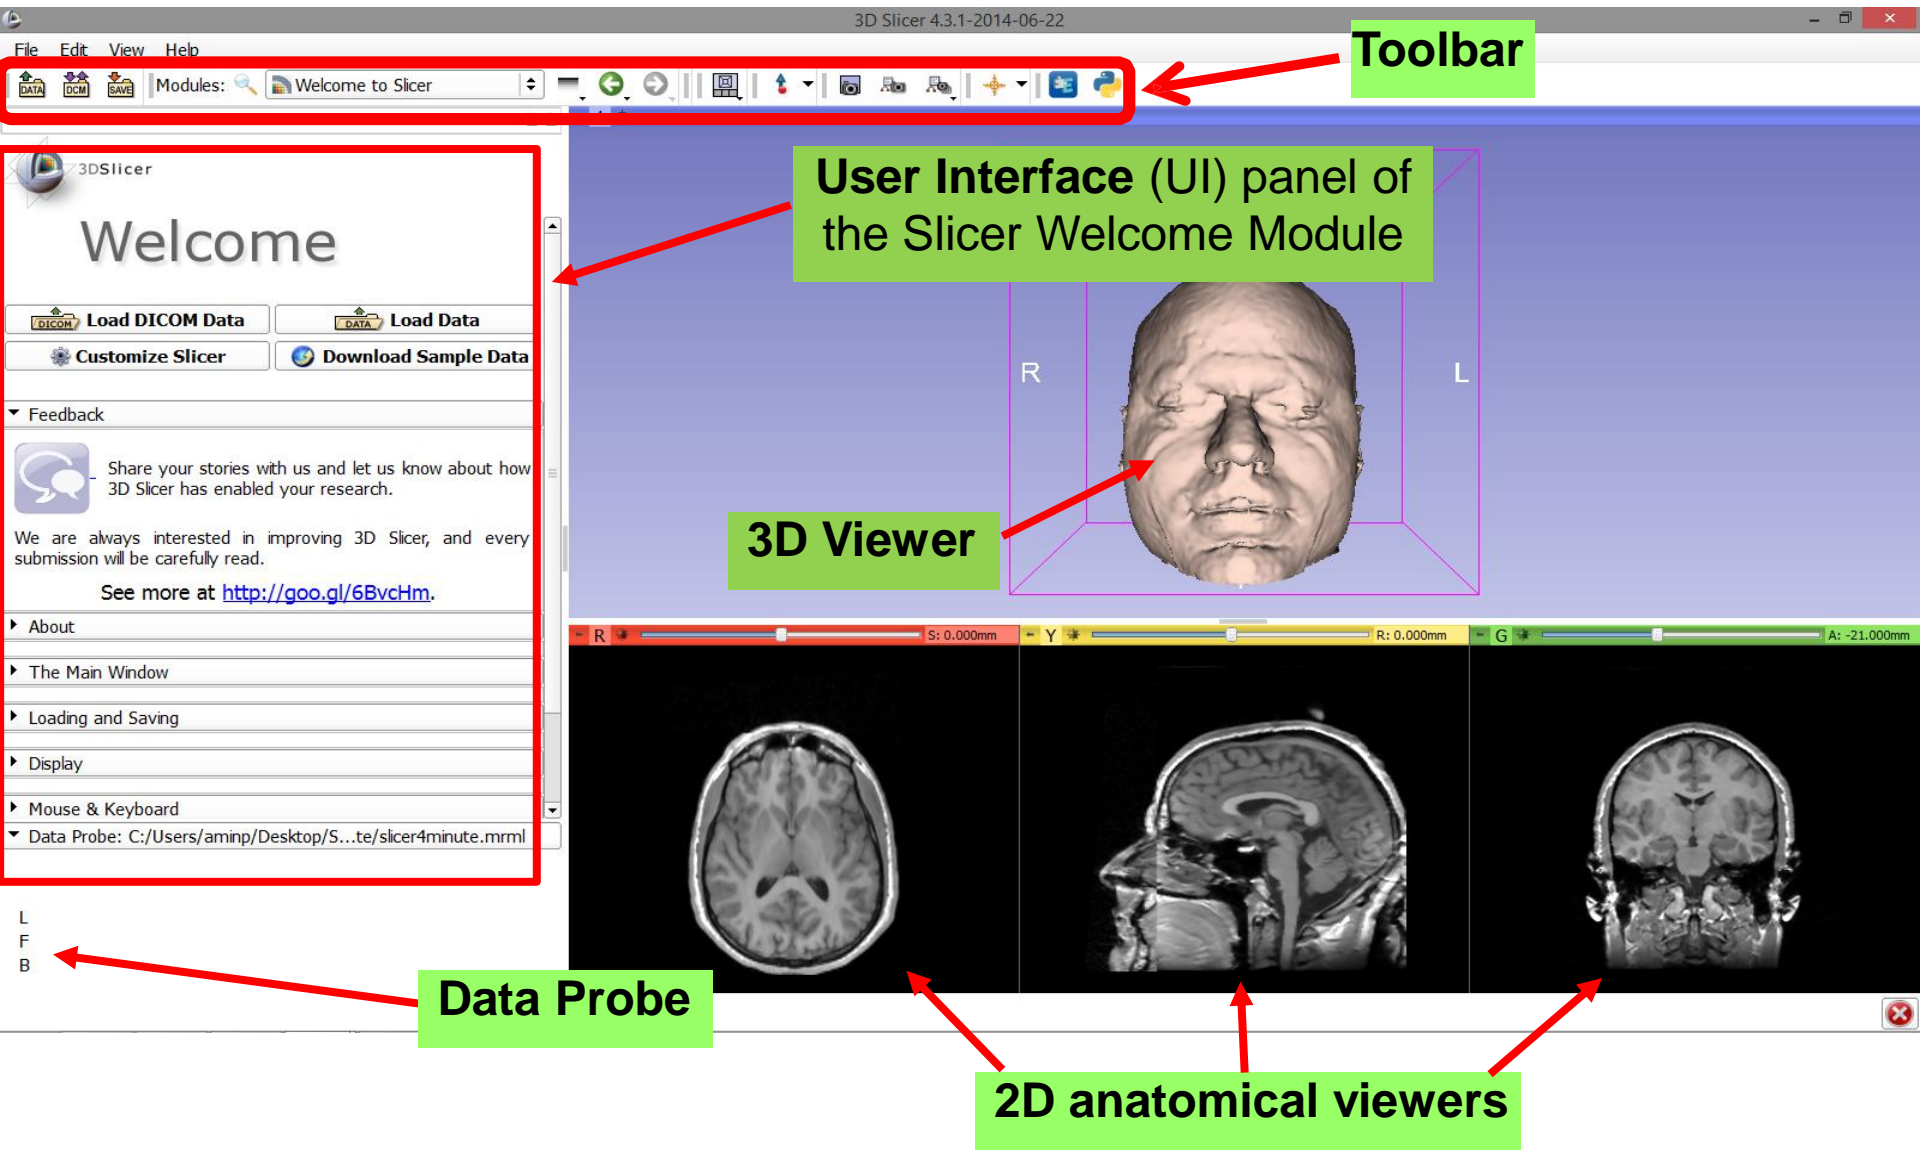 3D Slicer 4.3.1-2014-06-22
File Edit View Help
Toolbar
DATA DCM SAVE Modules: Welcome to Slicer
3DSlicer
User Interface (UI) panel of
the Slicer Welcome Module
Welcome
DICOM Load DICOM Data DATA Load Data
Customize Slicer Download Sample Data
R L
Feedback
Share your stories with us and let us know about how
3D Slicer has enabled your research.
3D Viewer
We are always interested in improving 3D Slicer, and every
submission will be carefully read.
See more at http://goo.gl/6BvcHm.
About
R S: 0.000mm Y R: 0.000mm G A: -21.000mm
The Main Window
Loading and Saving
Display
Mouse & Keyboard
Data Probe: C:/Users/aminp/Desktop/S...te/slicer4minute.mrml
L
F
B
Data Probe
2D anatomical viewers